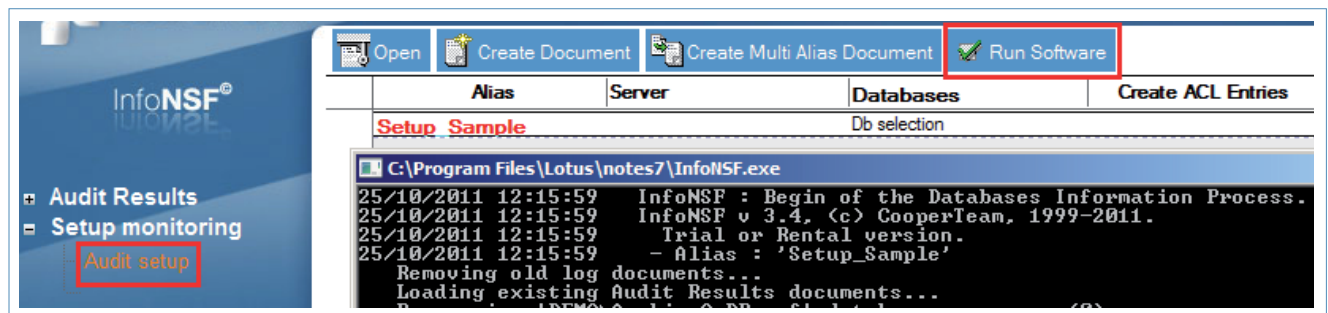 Open Create Document Create Multi Alias Document Run Software
InfoNSF®
Alias Server Databases Create ACL Entries
Setup_Sample Db selection
Audit Results
Setup monitoring
Audit setup
C:\Program Files\Lotus\notes7\InfoNSF.exe
25/10/2011 12:15:59 InfoNSF : Begin of the Databases Information Process.
25/10/2011 12:15:59 InfoNSF v 3.4, (c) CooperTeam, 1999-2011.
25/10/2011 12:15:59 Trial or Rental version.
25/10/2011 12:15:59 - Alias : 'Setup_Sample'
Removing old log documents...
Loading existing Audit Results documents...